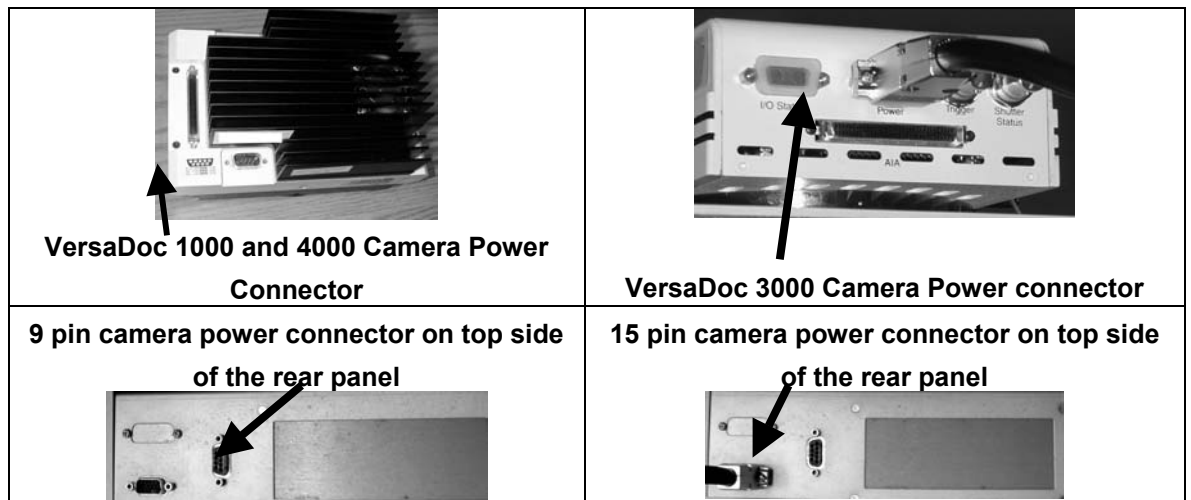 I/O Status
Power
Trigger
Shutter
Status
AIA
VersaDoc 1000 and 4000 Camera Power
Connector
VersaDoc 3000 Camera Power connector
9 pin camera power connector on top side
of the rear panel
15 pin camera power connector on top side
of the rear panel